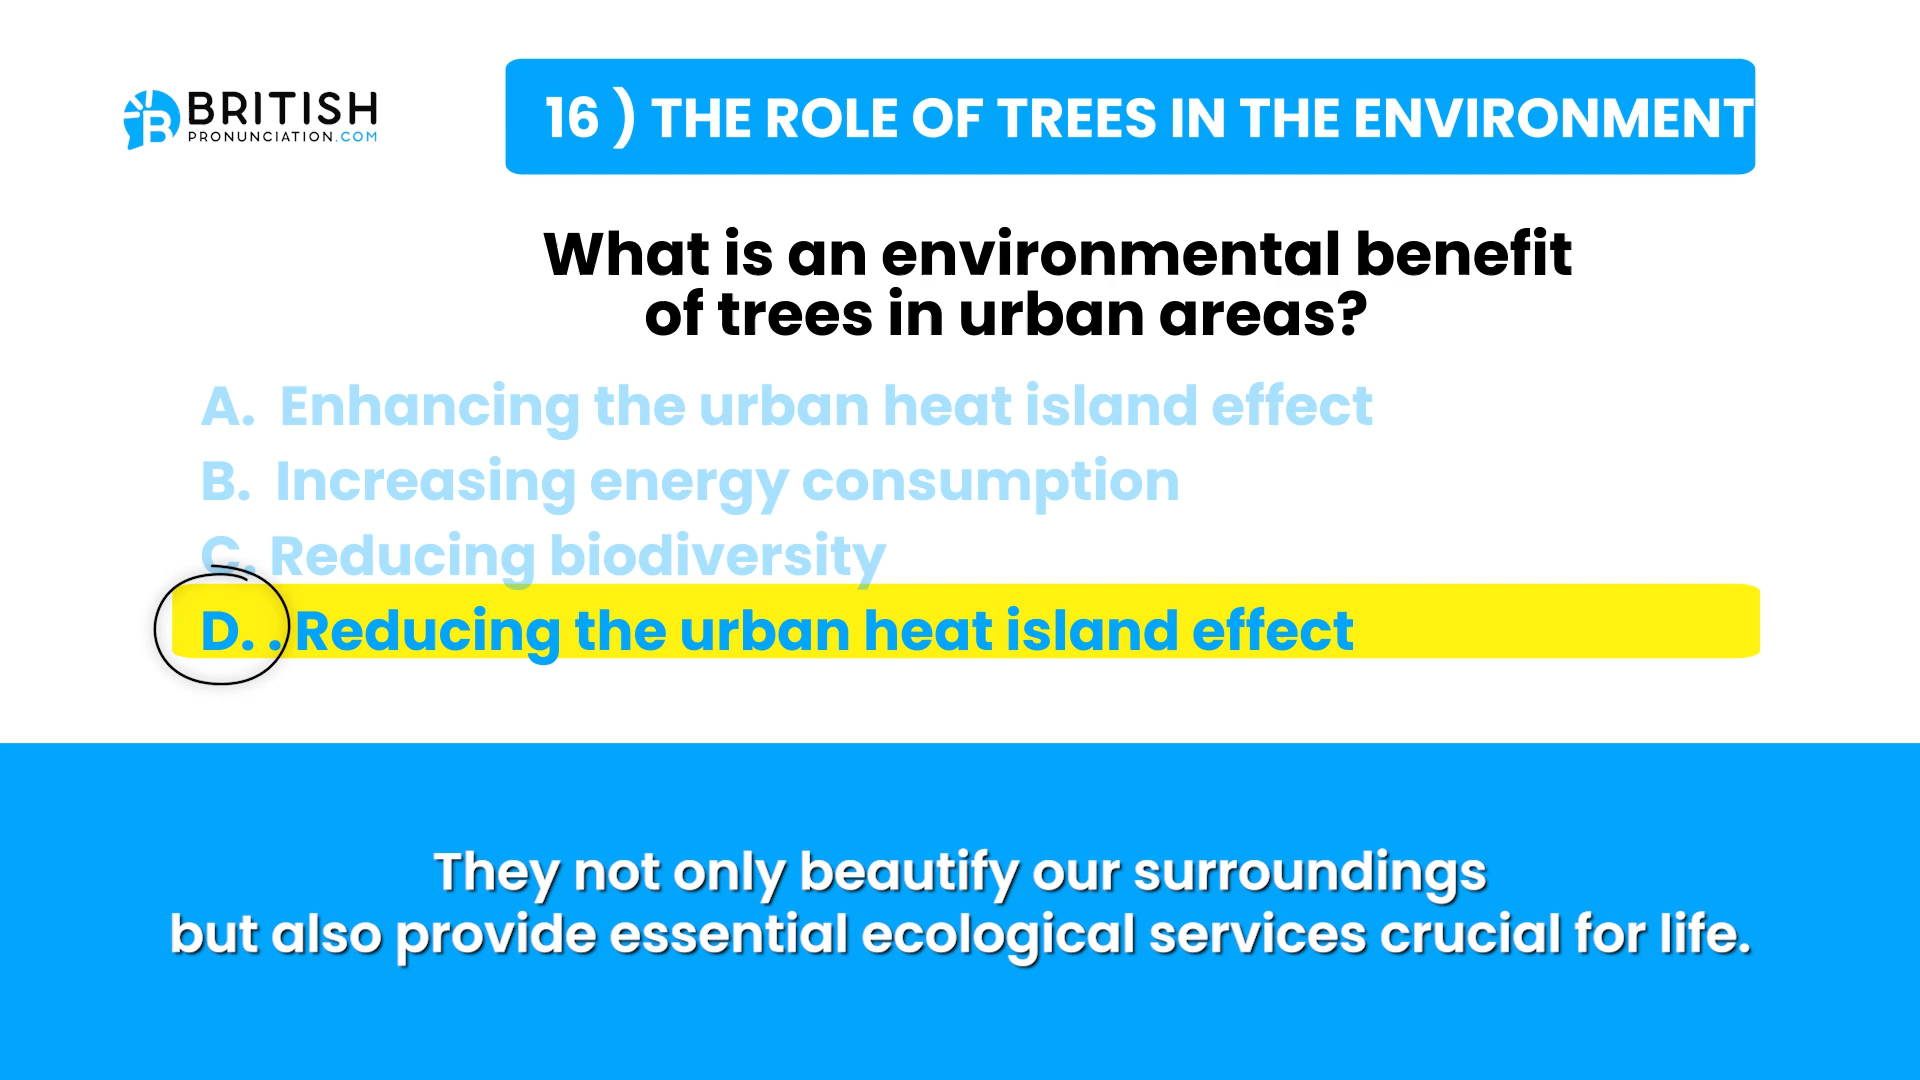 BRITISH
PRONUNCIATION.COM
16 ) THE ROLE OF TREES IN THE ENVIRONMENT
What is an environmental benefit
of trees in urban areas?
A. Enhancing the urban heat island effect
B. Increasing energy consumption
C. Reducing biodiversity
D. . Reducing the urban heat island effect
They not only beautify our surroundings
but also provide essential ecological services crucial for life.